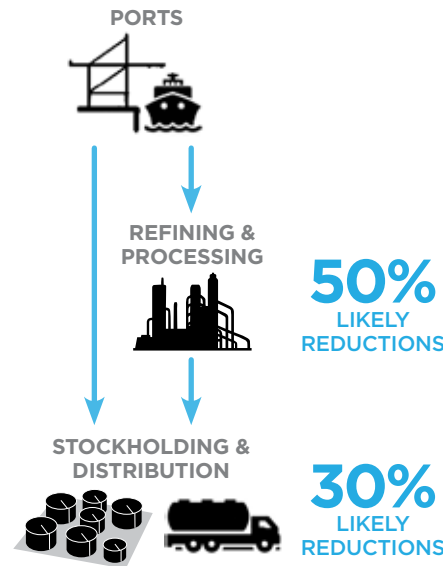 PORTS
REFINING &
PROCESSING
50%
LIKELY
REDUCTIONS
STOCKHOLDING &
DISTRIBUTION
30%
LIKELY
REDUCTIONS